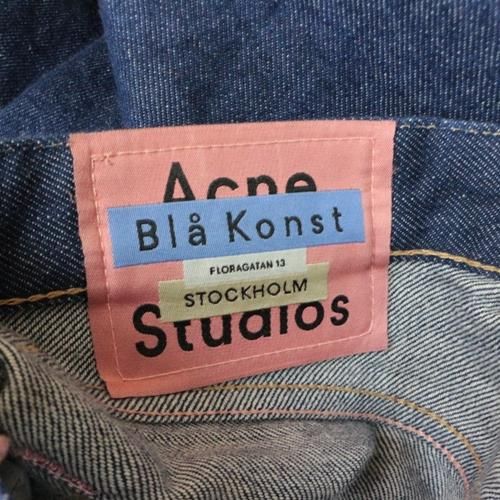 Acne
Blå Konst
FLORAGATAN 13
STOCKHOLM
Studios